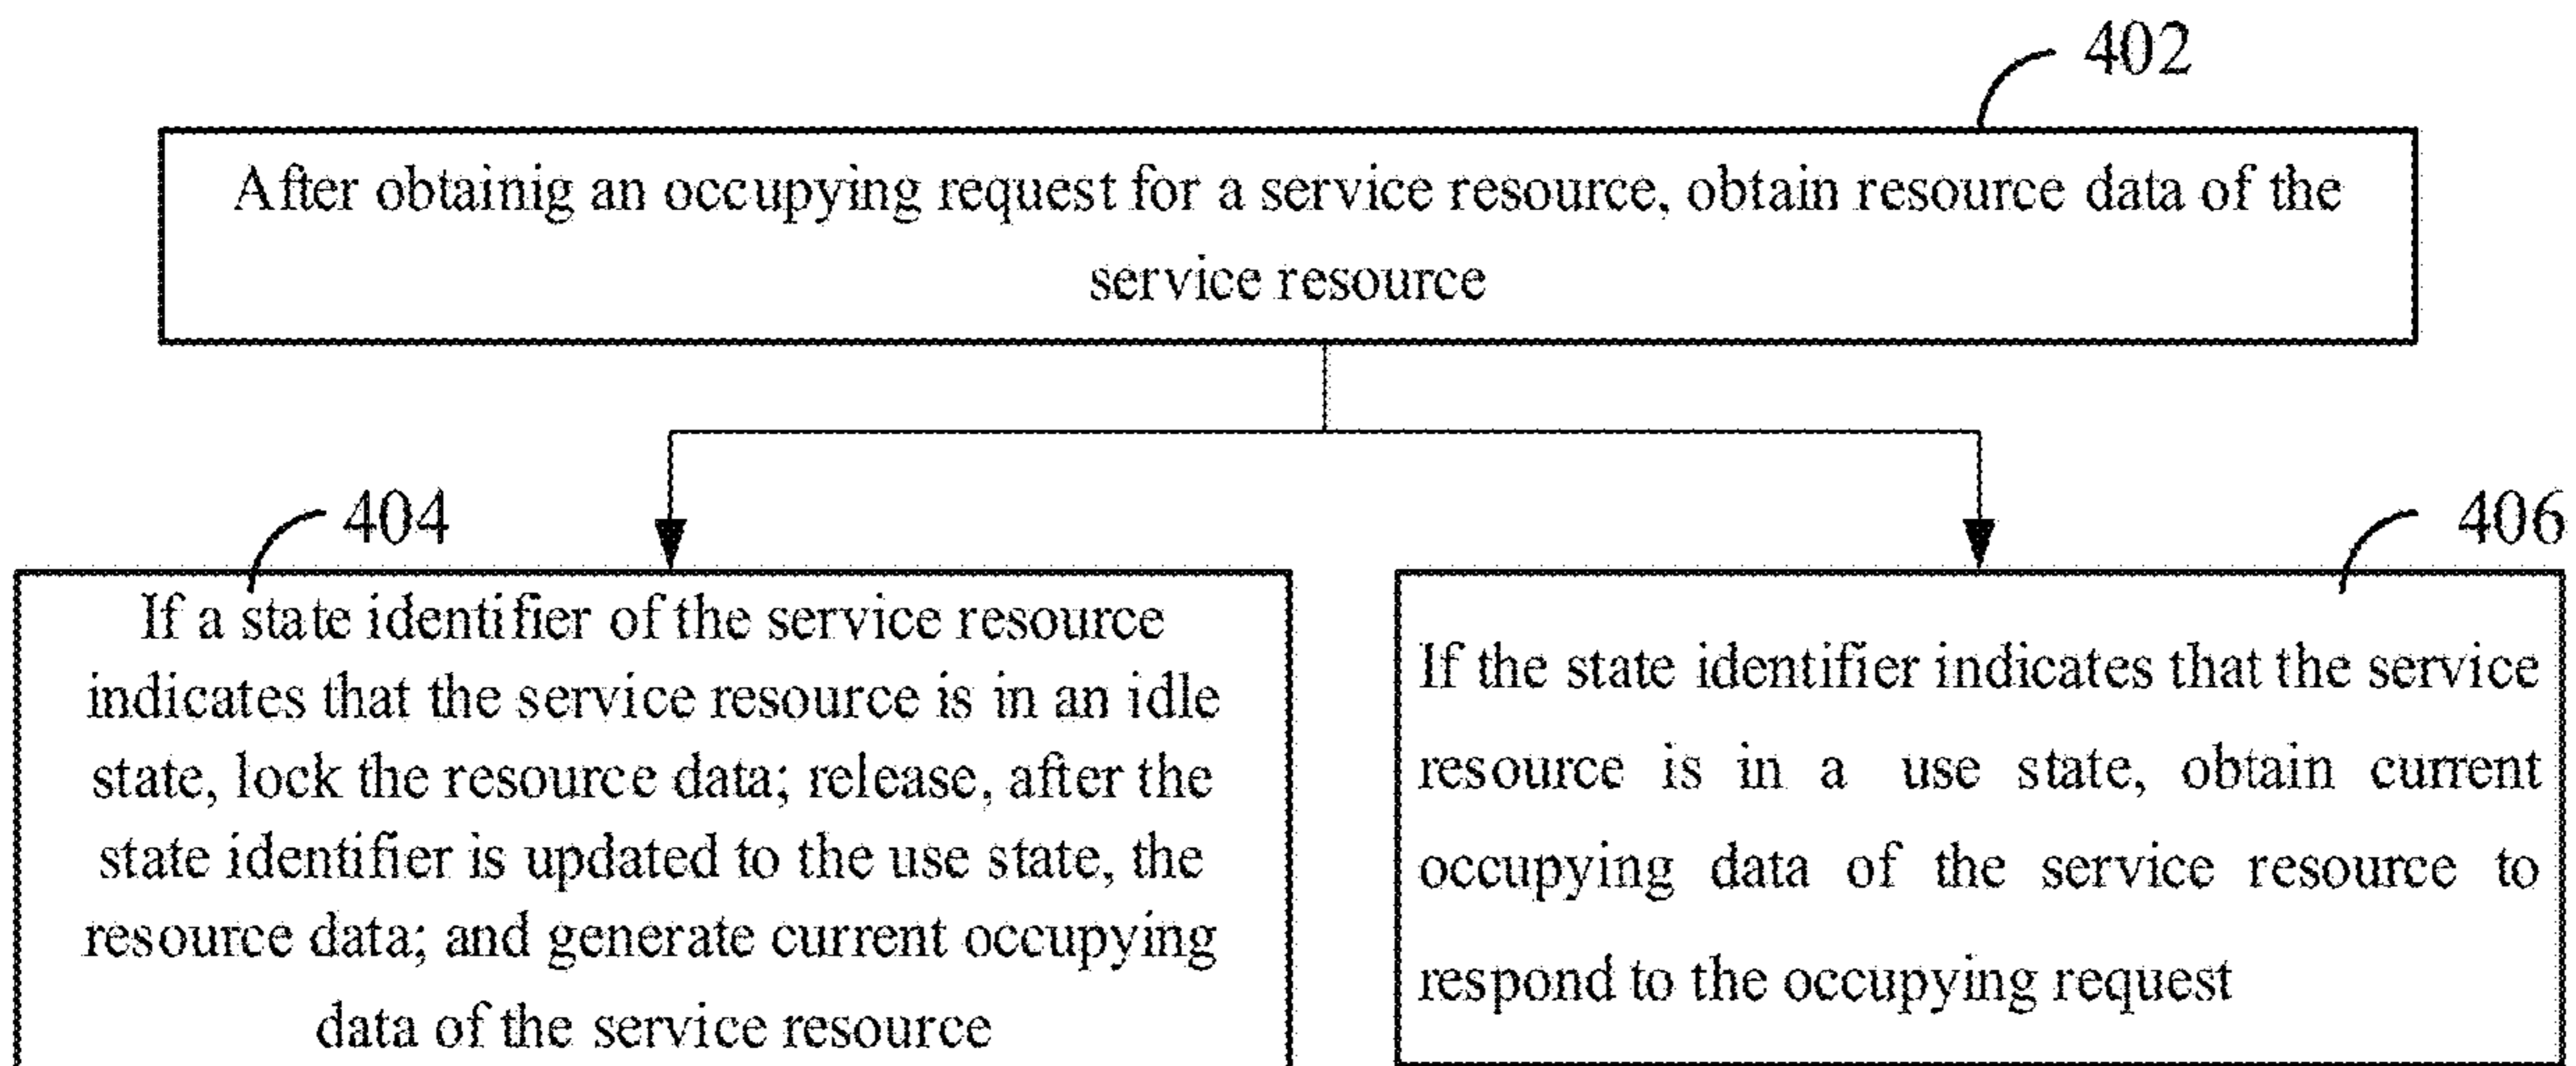 402
After obtainig an occupying request for a service resource, obtain resource data of the
service resource
404
If a state identifier of the service resource
indicates that the service resource is in an idle
state, lock the resource data; release, after the
state identifier is updated to the use state, the
resource data; and generate current occupying
data of the service resource
406
If the state identifier indicates that the service
resource is in a use state, obtain current
occupying data of the service resource to
respond to the occupying request